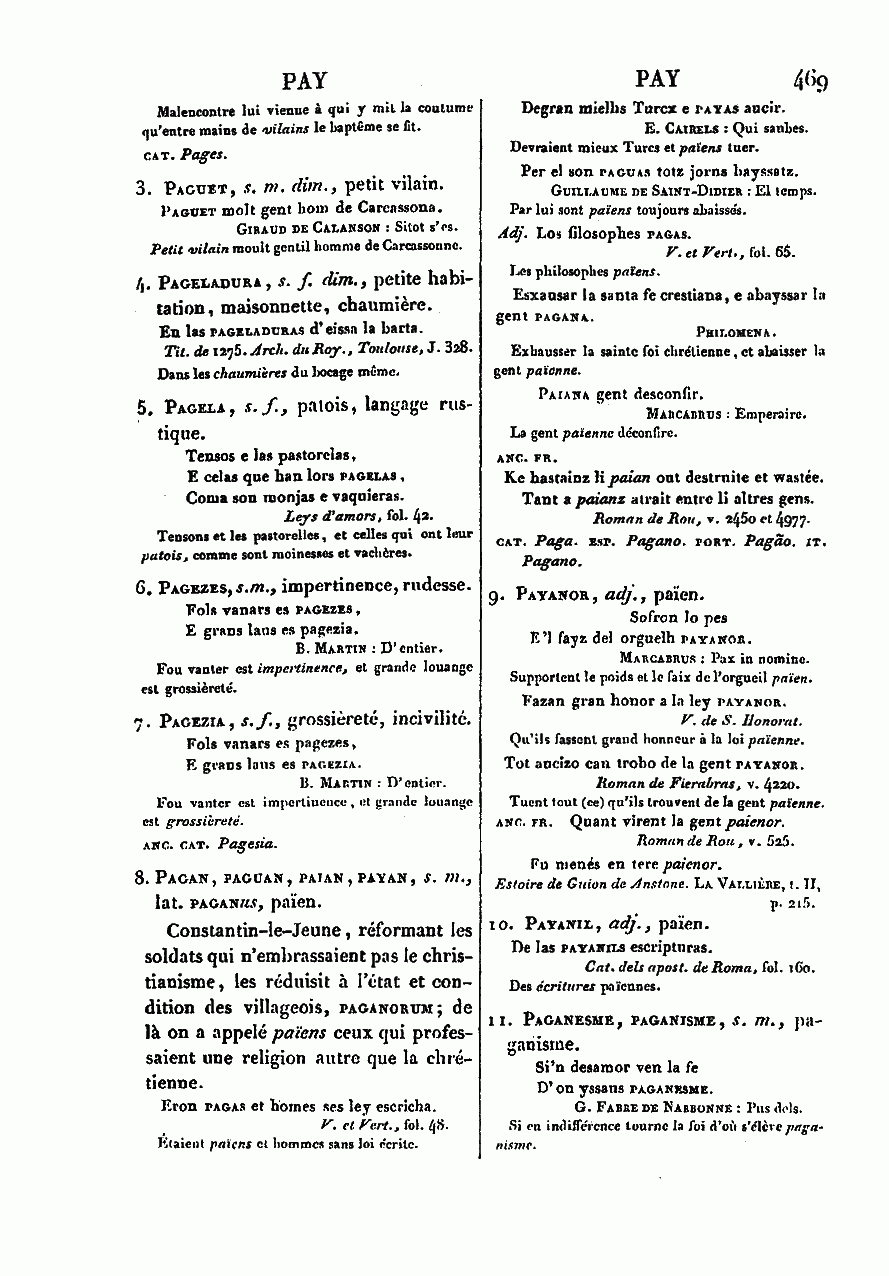 PAY
PAY 469
Malencontre lui vienne à qui y mit la coutume
qu'entre mains de vilains le baptême se fit.
CAT. Pages.
3. PAGUET, s. m. dim., petit vilain.
PAGUET molt gent hom de Carcassona.
GIRAUD DE CALANSON : Sitot s'es.
Petit vilain moult gentil homme de Carcassonne.
4. PAGELADURA, s. f. dim., petite habi-
tation, maisonnette, chaumière.
En las PAGELADURAS d'eissa la barta.
Tit. de 1275. Arch. du Roy., Toulouse, J. 328.
Dans les chaumières du bocage même.
5. PAGELA, s. f., patois, langage rus-
tique.
Tensos e las pastorelas,
E celas que han lors PAGELAS,
Coma son monjas e vaquieras.
Leys d'amors, fol. 42.
Tensons et les pastorelles, et celles qui ont leur
patois, comme sont moinesses et vachères.
6. PAGEZES, s. m., impertinence, rudesse.
Fols vanars es PAGEZES,
E grans laus es pagezia.
B. MARTIN : D'entier.
Fou vanter est impertinence, et grande louange
est grossièreté.
7. PAGEZIA, s. f., grossièreté, incivilité.
Fols vanars es pagezes,
E grans laus es PAGEZIA.
B. MARTIN : D'entier.
Fou vanter est impertinence, et grande louange
est grossièreté.
ANC. CAT. Pagesia.
8. PAGAN, PAGUAN, PAIAN, PAYAN, s. m.,
lat. PAGANUS, païen.
Constantin-le-Jeune, réformant les
soldats qui n'embrassaient pas le chris-
tianisme, les réduisit à l'état et con-
dition des villageois, PAGANORUM; de
là on a appelé païens ceux qui profes-
saient une religion autre que la chré-
tienne.
Eron PAGAS et homes ses ley escricha.
V. et Vert., fol. 48.
Étaient païens et hommes sans loi écrite.
Degran mielhs Turcx e PAYAS aucir.
E. CAIRELS : Qui saubes.
Devraient mieux Turcs et païens tuer.
Per el son PAGUAS totz jorns bayssatz.
GUILLAUME DE SAINT-DIDIER : El temps.
Par lui sont païens toujours abaissés.
Adj. Los filosophes PAGAS.
V. et Vert., fol. 65.
Les philosophes païens.
Esxausar la santa fe crestiana, e abayssar la
gent PAGANA.
PHILOMENA.
Exhausser la sainte foi chrétienne, et abaisser la
gent païenne.
PAIANA gent desconfir.
MARCABRUS : Emperaire.
La gent païenne déconfire.
ANC. FR.
Ke hastainz li paian out destruite et wastée.
Tant a paianz atrait entre li altres gens.
Roman de Rou, v. 2450 et 4977.
CAT. Paga. ESP. Pagano. PORT. Pagão. IT.
Pagano.
9. PAYANOR, adj., païen.
Sofron lo pes
E'l fayz del orguelh PAYANOR.
MARCABRUS : Pax in nomine.
Supportent le poids et le faix de l'orgueil païen.
Fazan gran honor a la ley PAYANOR.
V. de S. Honorat.
Qu'ils fassent grand honneur à la loi païenne.
Tot aucizo can trobo de la gent PAYANOR.
Roman de Fierabras, v. 4220.
Tuent tout (ce) qu'ils trouvent de la gent païenne.
ANC. FR. Quant virent la gent paienor.
Roman de Rou, v. 525.
Fu menés en tere paienor.
Estoire de Guion de Anstone. LA VALLIÈRE, t. II,
p. 215.
10. PAYANIL, adj., païen.
De las PAYANILS escripturas.
Cat. dels apost. de Roma, fol. 160.
Des écritures païennes.
11. PAGANESME, PAGANISME, s. m., pa-
ganisme.
Si'n desamor ven la fe
D'on yssans PAGANESME.
G. FABRE DE NARBONNE : Pus dels.
Si en indifférence tourne la foi d'où s'élève paga-
nisme.